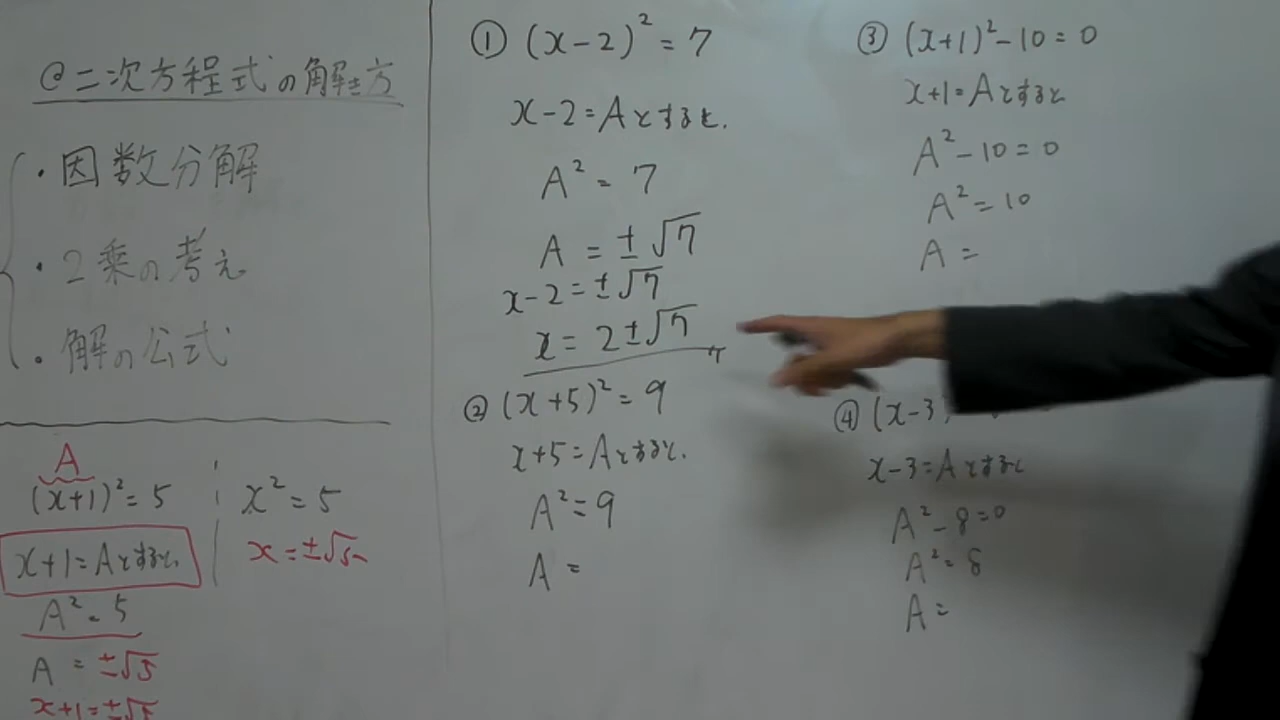 @二次方程式の解き方
・因数分解
・2乗の考え
・解の公式
A
(x+1)²=5
x+1=Aとすると、
A²=5
A=±√5
x+1=±√5
x²=5
x=±√5
① (x-2)²=7
x-2=Aとすると、
A²=7
A=±√7
x-2=±√7
x=2±√7
② (x+5)²=9
x+5=Aとすると、
A²=9
A=
③ (x+1)²-10=0
x+1=Aとすると
A²-10=0
A²=10
A=
④ (x-3)
x-3=Aとすると
A²-8=0
A²=8
A=